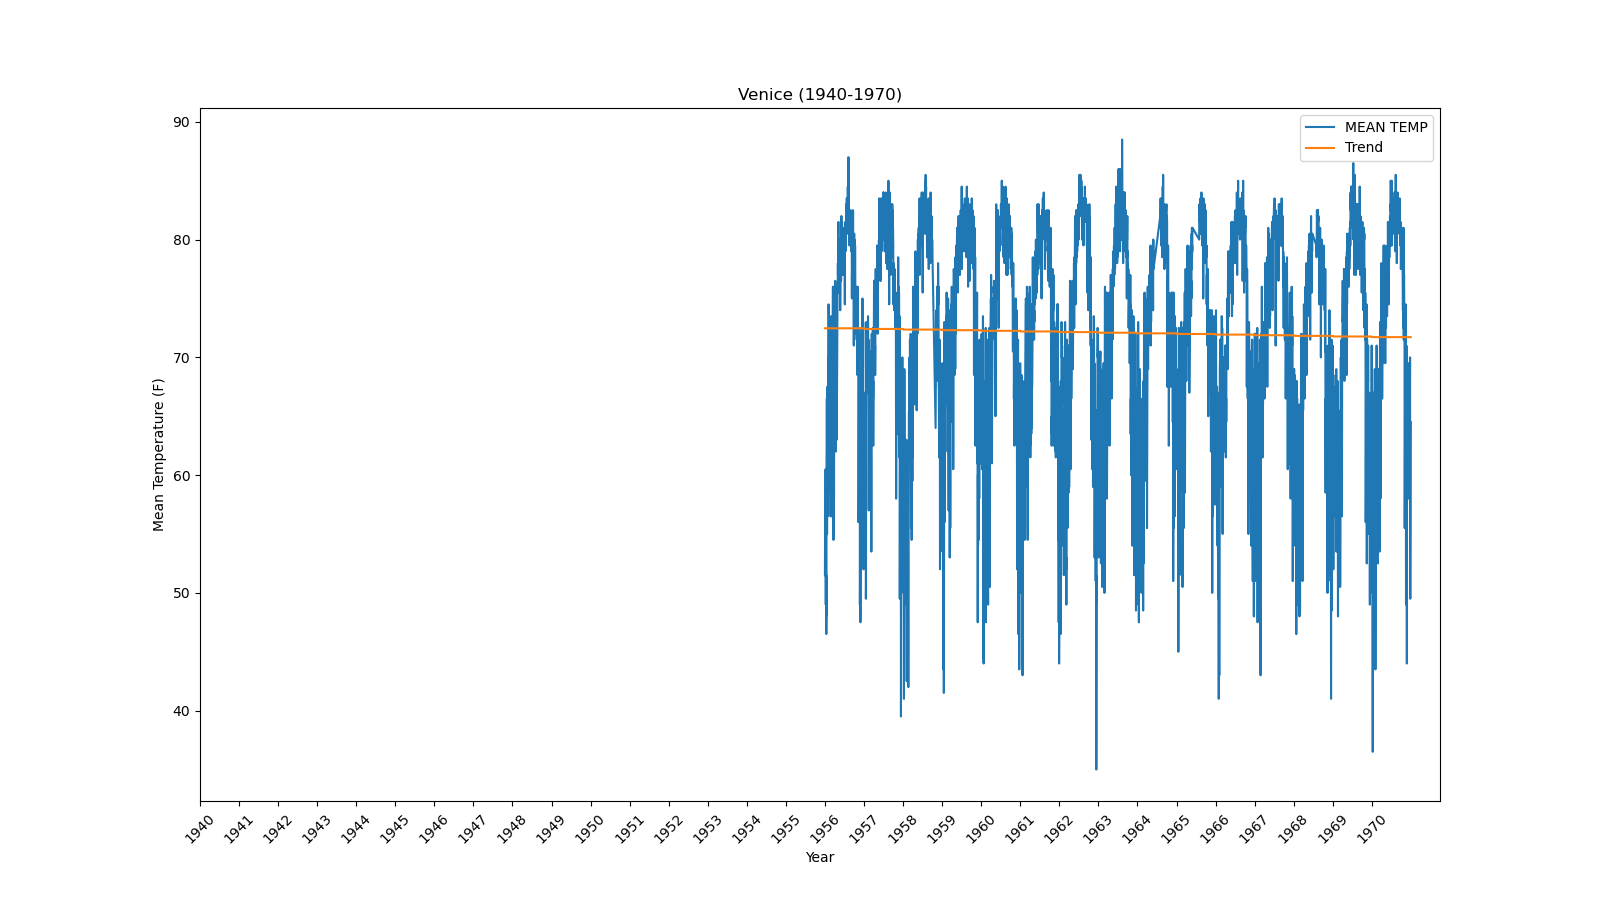 Venice (1940-1970)
MEAN TEMP
Trend
90
80
70
60
50
40
Mean Temperature (F)
1940 1941 1942 1943 1944 1945 1946 1947 1948 1949 1950 1951 1952 1953 1954 1955 1956 1957 1958 1959 1960 1961 1962 1963 1964 1965 1966 1967 1968 1969 1970
Year